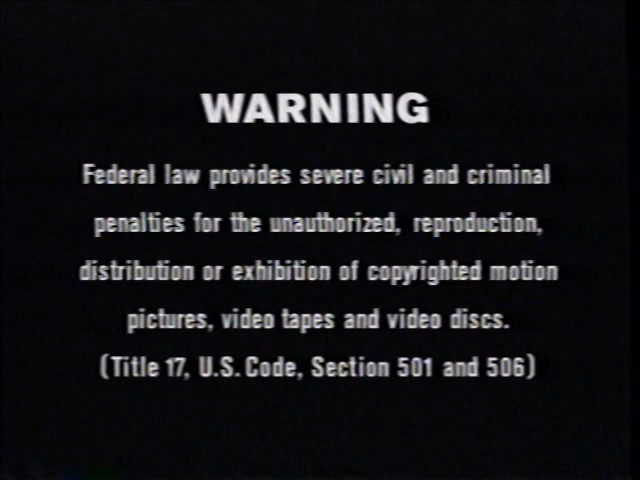 WARNING
Federal law provides severe civil and criminal
penalties for the unauthorized, reproduction,
distribution or exhibition of copyrighted motion
pictures, video tapes and video discs.
(Title 17, U.S. Code, Section 501 and 506)